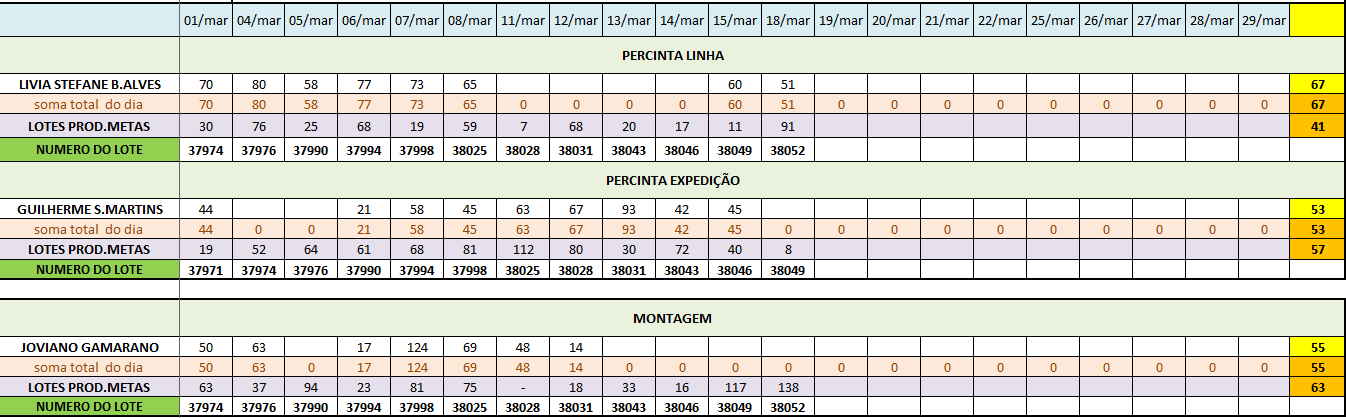 01/mar 04/mar 05/mar 06/mar 07/mar 08/mar 11/mar 12/mar 13/mar 14/mar 15/mar 18/mar 19/mar 20/mar 21/mar 22/mar 25/mar 26/mar 27/mar 28/mar 29/mar
PERCINTA LINHA
LIVIA STEFANE B.ALVES 70 80 58 77 73 65 60 51 67
soma total do dia 70 80 58 77 73 65 0 0 0 0 60 51 0 0 0 0 0 0 0 0 0 67
LOTES PROD.METAS 30 76 25 68 19 59 7 68 20 17 11 91 41
NUMERO DO LOTE 37974 37976 37990 37994 37998 38025 38028 38031 38043 38046 38049 38052
PERCINTA EXPEDIÇÃO
GUILHERME S.MARTINS 44 21 58 45 63 67 93 42 45 53
soma total do dia 44 0 0 21 58 45 63 67 93 42 45 0 0 0 0 0 0 0 0 0 0 53
LOTES PROD.METAS 19 52 64 61 68 81 112 80 30 72 40 8 57
NUMERO DO LOTE 37971 37974 37976 37990 37994 37998 38025 38028 38031 38043 38046 38049
MONTAGEM
JOVIANO GAMARANO 50 63 17 124 69 48 14 55
soma total do dia 50 63 0 17 124 69 48 14 0 0 0 0 0 0 0 0 0 0 0 0 0 55
LOTES PROD.METAS 63 37 94 23 81 75 - 18 33 16 117 138 63
NUMERO DO LOTE 37974 37976 37990 37994 37998 38025 38028 38031 38043 38046 38049 38052